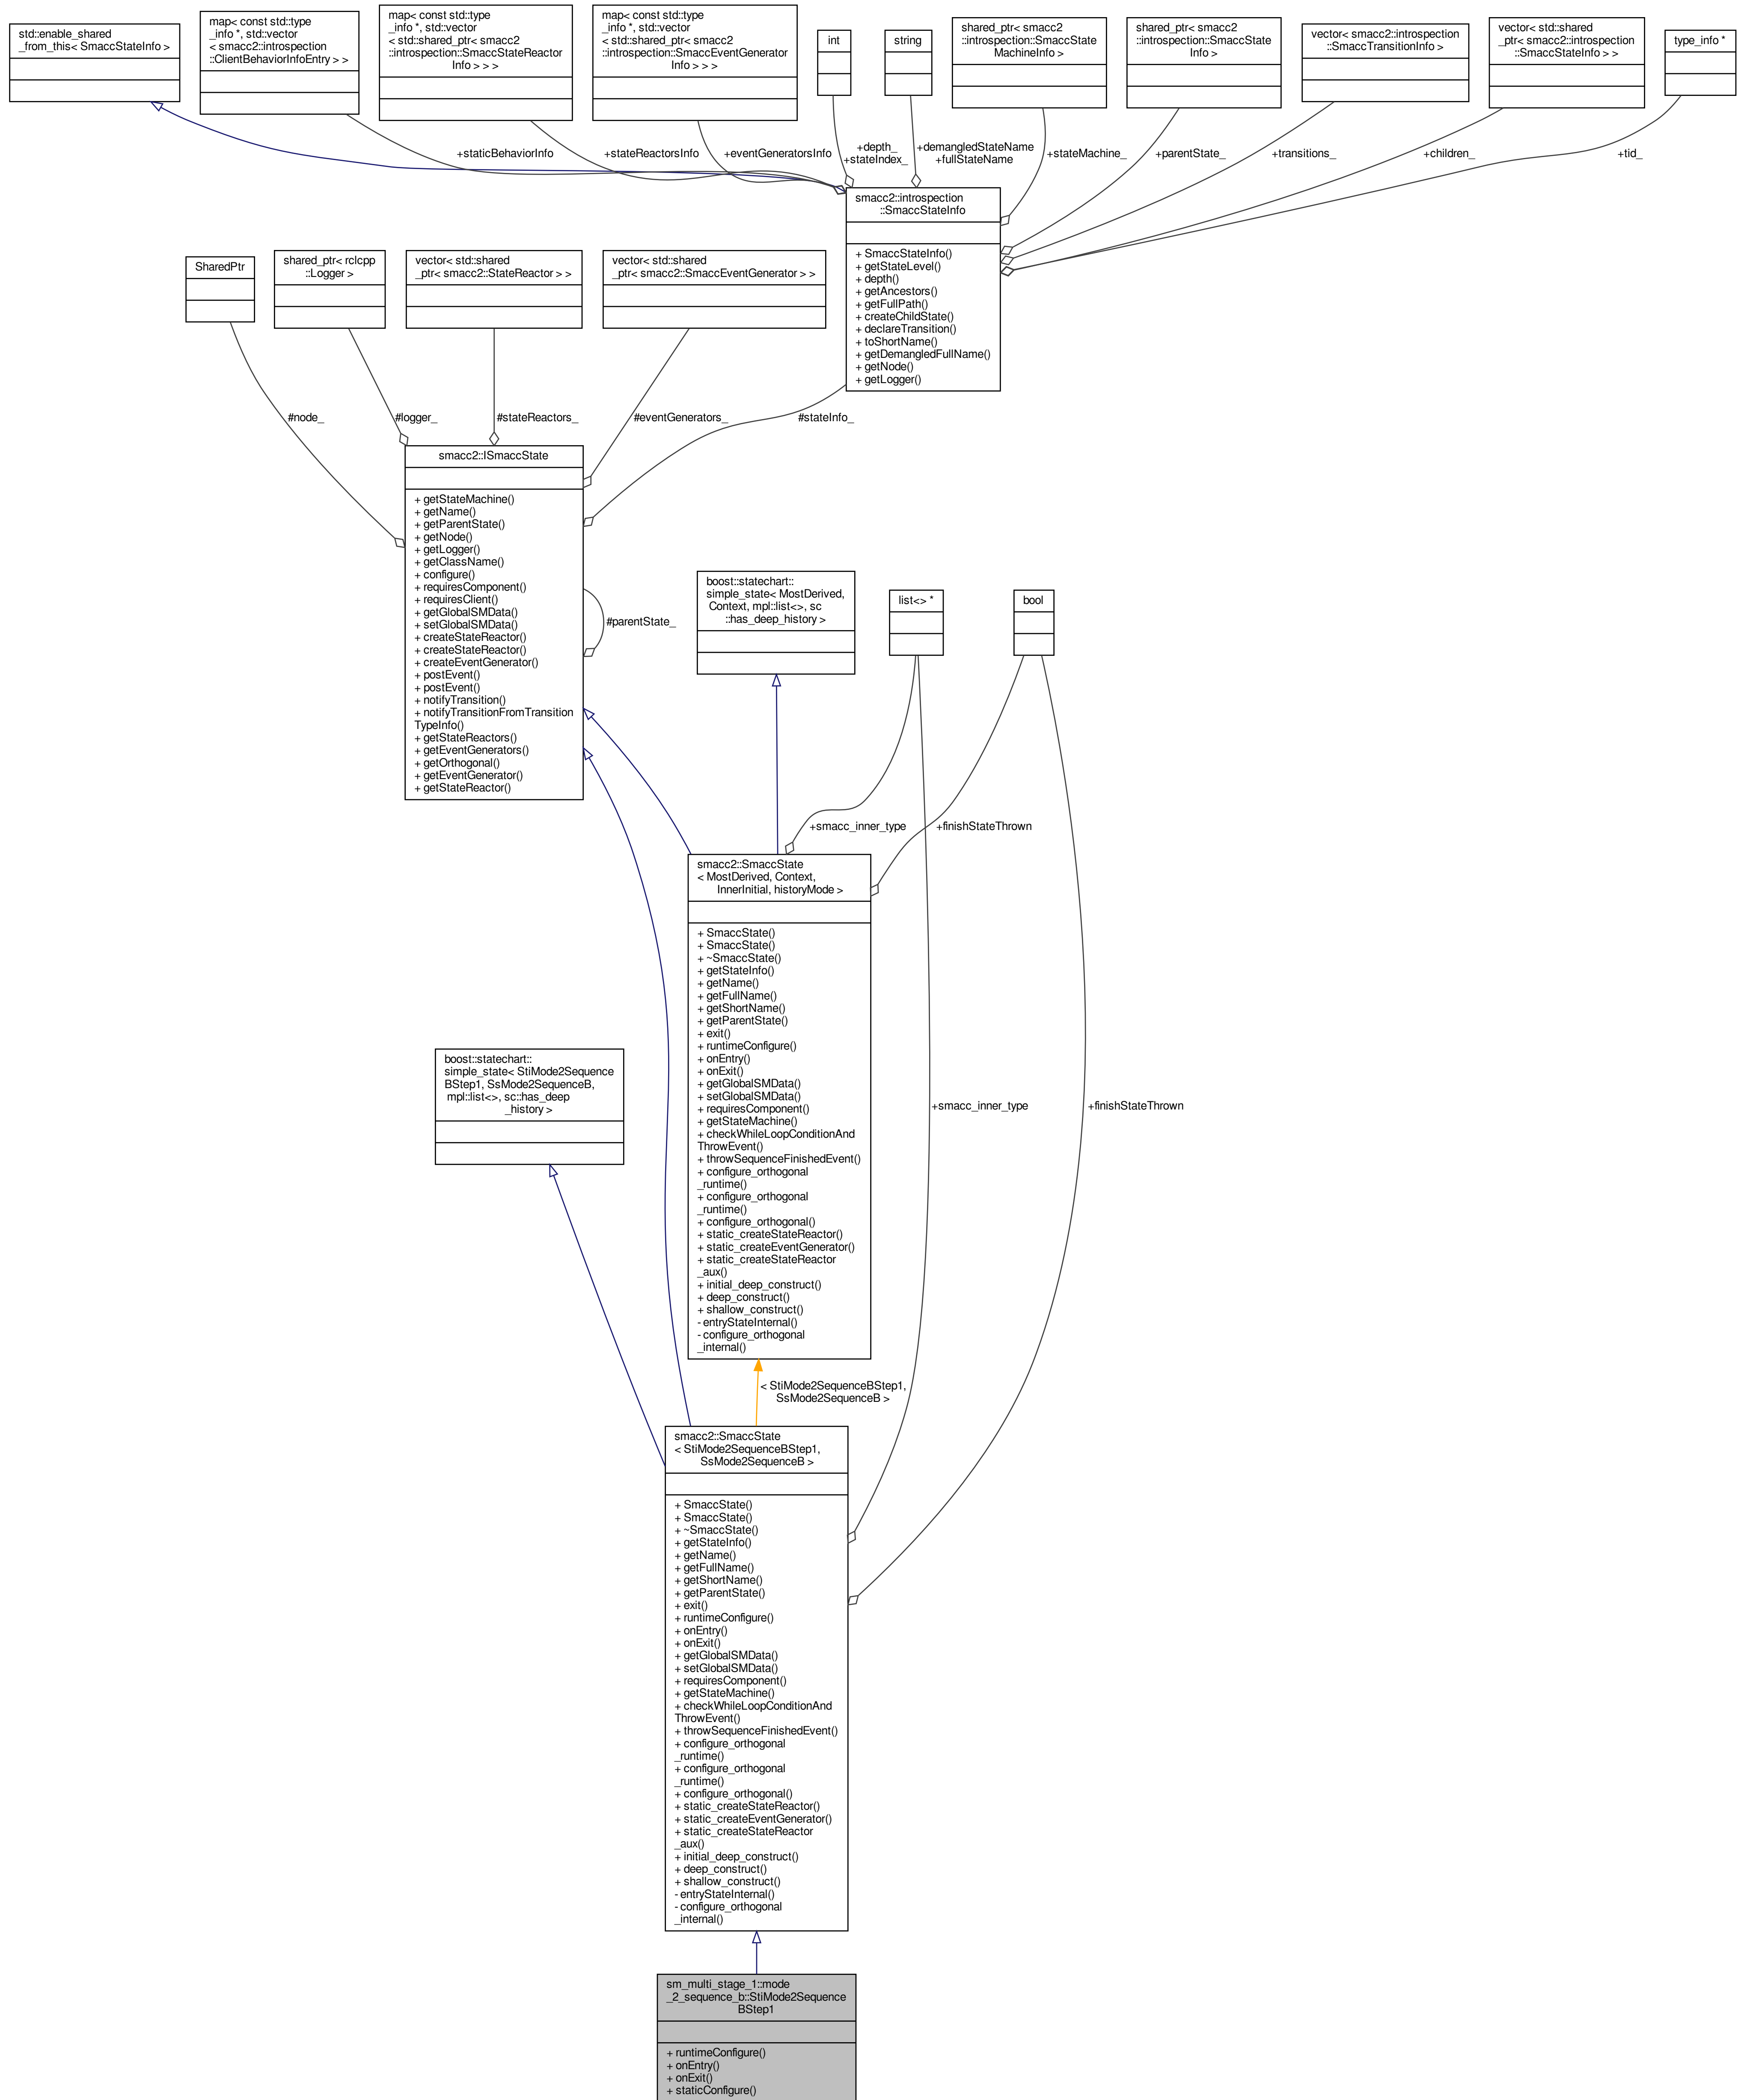 std::enable_shared
_from_this< SmaccStateInfo >
map< const std::type
_info *, std::vector
< smacc2::introspection
::ClientBehaviorInfoEntry > >
map< const std::type
_info *, std::vector
< std::shared_ptr< smacc2
::introspection::SmaccStateReactor
Info > > >
map< const std::type
_info *, std::vector
< std::shared_ptr< smacc2
::introspection::SmaccEventGenerator
Info > > >
int
string
shared_ptr< smacc2
::introspection::SmaccState
MachineInfo >
shared_ptr< smacc2
::introspection::SmaccState
Info >
vector< smacc2::introspection
::SmaccTransitionInfo >
vector< std::shared
_ptr< smacc2::introspection
::SmaccStateInfo > >
type_info *
+staticBehaviorInfo
+stateReactorsInfo
+eventGeneratorsInfo
+depth_
+stateIndex_
+demangledStateName
+fullStateName
+stateMachine_
+parentState_
+transitions_
+children_
+tid_
smacc2::introspection
::SmaccStateInfo
+ SmaccStateInfo()
+ getStateLevel()
+ depth()
+ getAncestors()
+ getFullPath()
+ createChildState()
+ declareTransition()
+ toShortName()
+ getDemangledFullName()
+ getNode()
+ getLogger()
SharedPtr
shared_ptr< rclcpp
::Logger >
vector< std::shared
_ptr< smacc2::StateReactor > >
vector< std::shared
_ptr< smacc2::SmaccEventGenerator > >
#node_
#logger_
#stateReactors_
#eventGenerators_
#stateInfo_
smacc2::ISmaccState
+ getStateMachine()
+ getName()
+ getParentState()
+ getNode()
+ getLogger()
+ getClassName()
+ configure()
+ requiresComponent()
+ requiresClient()
+ getGlobalSMData()
+ setGlobalSMData()
+ createStateReactor()
+ createStateReactor()
+ createEventGenerator()
+ postEvent()
+ postEvent()
+ notifyTransition()
+ notifyTransitionFromTransition
TypeInfo()
+ getStateReactors()
+ getEventGenerators()
+ getOrthogonal()
+ getEventGenerator()
+ getStateReactor()
#parentState_
boost::statechart::
simple_state< MostDerived,
Context, mpl::list<>, sc
::has_deep_history >
list<> *
bool
+smacc_inner_type
+finishStateThrown
smacc2::SmaccState
< MostDerived, Context,
InnerInitial, historyMode >
+ SmaccState()
+ SmaccState()
+ ~SmaccState()
+ getStateInfo()
+ getName()
+ getFullName()
+ getShortName()
+ getParentState()
+ exit()
+ runtimeConfigure()
+ onEntry()
+ onExit()
+ getGlobalSMData()
+ setGlobalSMData()
+ requiresComponent()
+ getStateMachine()
+ checkWhileLoopConditionAnd
ThrowEvent()
+ throwSequenceFinishedEvent()
+ configure_orthogonal
_runtime()
+ configure_orthogonal
_runtime()
+ configure_orthogonal()
+ static_createStateReactor()
+ static_createEventGenerator()
+ static_createStateReactor
_aux()
+ initial_deep_construct()
+ deep_construct()
+ shallow_construct()
- entryStateInternal()
- configure_orthogonal
_internal()
boost::statechart::
simple_state< StiMode2Sequence
BStep1, SsMode2SequenceB,
mpl::list<>, sc::has_deep
_history >
+smacc_inner_type
+finishStateThrown
< StiMode2SequenceBStep1,
SsMode2SequenceB >
smacc2::SmaccState
< StiMode2SequenceBStep1,
SsMode2SequenceB >
+ SmaccState()
+ SmaccState()
+ ~SmaccState()
+ getStateInfo()
+ getName()
+ getFullName()
+ getShortName()
+ getParentState()
+ exit()
+ runtimeConfigure()
+ onEntry()
+ onExit()
+ getGlobalSMData()
+ setGlobalSMData()
+ requiresComponent()
+ getStateMachine()
+ checkWhileLoopConditionAnd
ThrowEvent()
+ throwSequenceFinishedEvent()
+ configure_orthogonal
_runtime()
+ configure_orthogonal
_runtime()
+ configure_orthogonal()
+ static_createStateReactor()
+ static_createEventGenerator()
+ static_createStateReactor
_aux()
+ initial_deep_construct()
+ deep_construct()
+ shallow_construct()
- entryStateInternal()
- configure_orthogonal
_internal()
sm_multi_stage_1::mode
_2_sequence_b::StiMode2Sequence
BStep1
+ runtimeConfigure()
+ onEntry()
+ onExit()
+ staticConfigure()